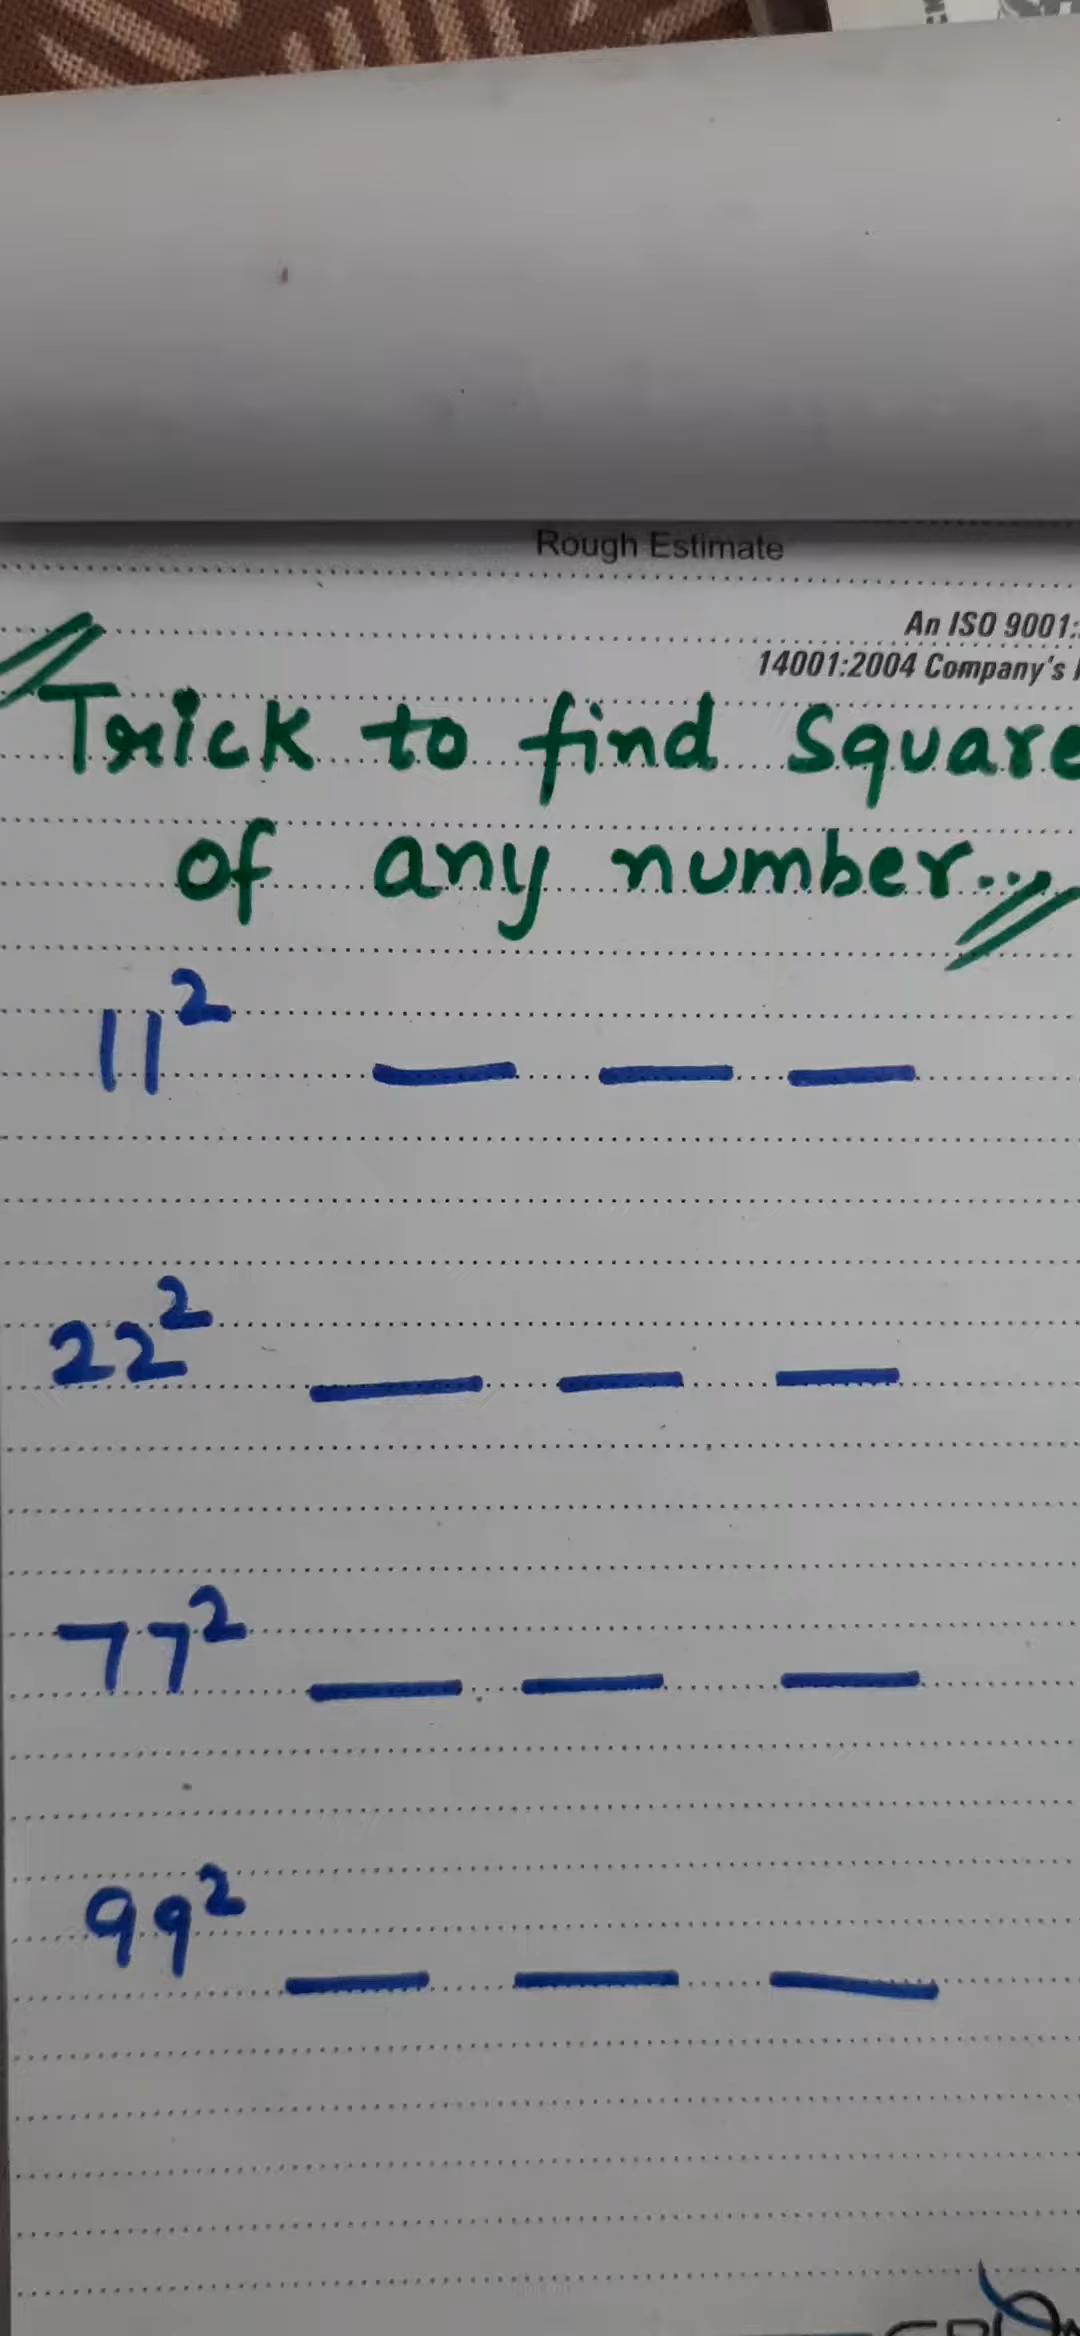 Rough Estimate
An ISO 9001:
14001:2004 Company's
Trick to find Square
of any number...
11²
22²
77²
99²